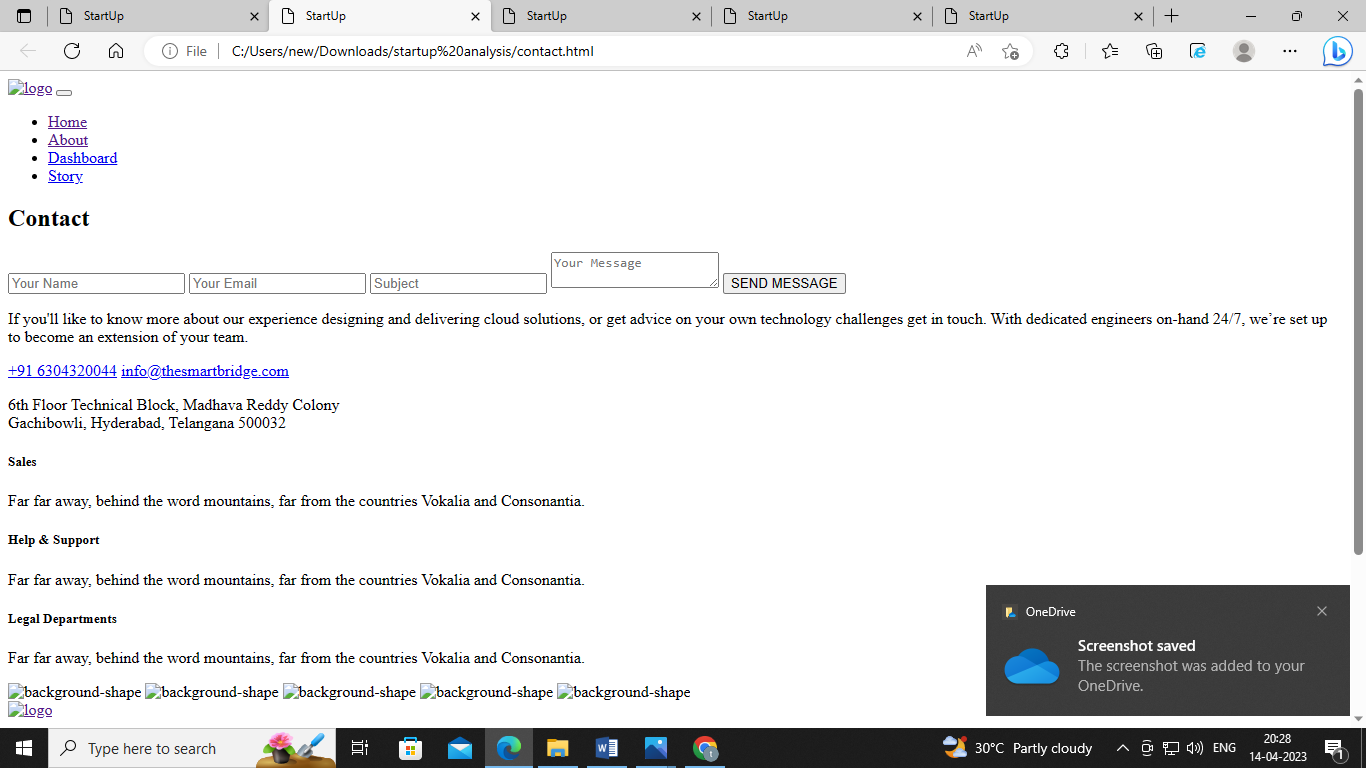 StartUp
StartUp
StartUp
StartUp
StartUp
File
C:/Users/new/Downloads/startup%20analysis/contact.html
logo
Home
About
Dashboard
Story
Contact
Your Name
Your Email
Subject
Your Message
SEND MESSAGE
If you'll like to know more about our experience designing and delivering cloud solutions, or get advice on your own technology challenges get in touch. With dedicated engineers on-hand 24/7, we’re set up
to become an extension of your team.
+91 6304320044 info@thesmartbridge.com
6th Floor Technical Block, Madhava Reddy Colony
Gachibowli, Hyderabad, Telangana 500032
Sales
Far far away, behind the word mountains, far from the countries Vokalia and Consonantia.
Help & Support
Far far away, behind the word mountains, far from the countries Vokalia and Consonantia.
Legal Departments
Far far away, behind the word mountains, far from the countries Vokalia and Consonantia.
background-shape background-shape background-shape background-shape background-shape
logo
OneDrive
Screenshot saved
The screenshot was added to your
OneDrive.
Type here to search
30°C Partly cloudy
ENG
20:28
14-04-2023
1